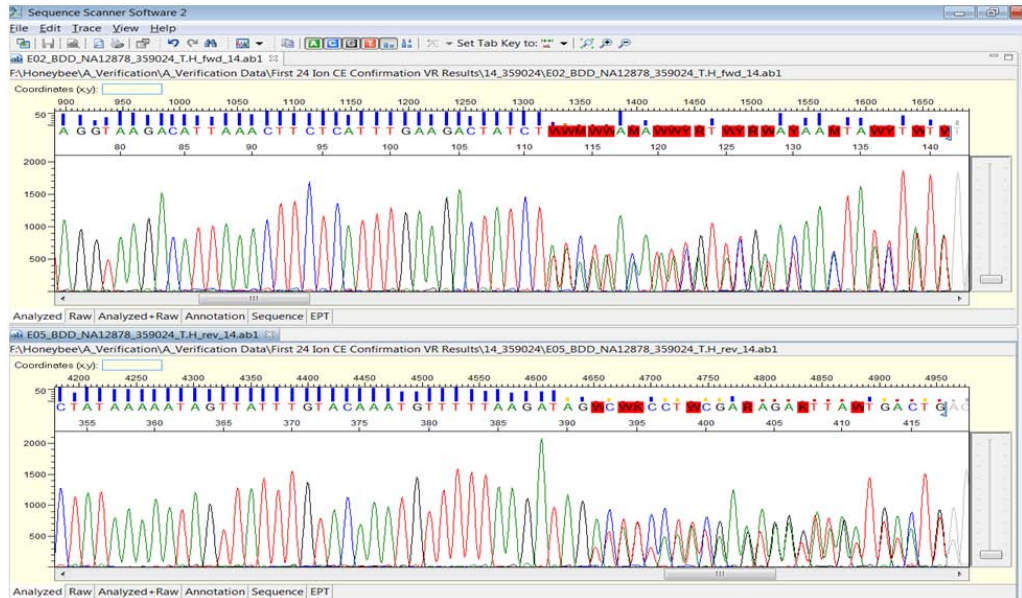 Sequence Scanner Software 2
File Edit Trace View Help
A C G T Set Tab Key to:
E02_BDD_NA12878_359024_T.H_fwd_14.ab1
F:\Honeybee\A_Verification\A_Verification Data\First 24 Ion CE Confirmation VR Results\14_359024\E02_BDD_NA12878_359024_T.H_fwd_14.ab1
Coordinates (x,y):
900 950 1000 1050 1100 1150 1200 1250 1300 1350 1400 1450 1500 1550 1600 1650
50
AGGTAAGACATTAAACTTCTCATTTGAAGACTATCT
80 85 90 95 100 105 110 115 120 125 130 135 140
2000
1500
1000
500
Analyzed Raw Analyzed+Raw Annotation Sequence EPT
E05_BDD_NA12878_359024_T.H_rev_14.ab1
F:\Honeybee\A_Verification\A_Verification Data\First 24 Ion CE Confirmation VR Results\14_359024\E05_BDD_NA12878_359024_T.H_rev_14.ab1
Coordinates (x,y):
4200 4250 4300 4350 4400 4450 4500 4550 4600 4650 4700 4750 4800 4850 4900 4950
50
CTATAAAAATAGTTATTTGTACAAATGTTTTTAAGATAGWCWKCCTWCGARAGAKTTAWTGACTGAC
355 360 365 370 375 380 385 390 395 400 405 410 415
2000
1500
1000
500
Analyzed Raw Analyzed+Raw Annotation Sequence EPT